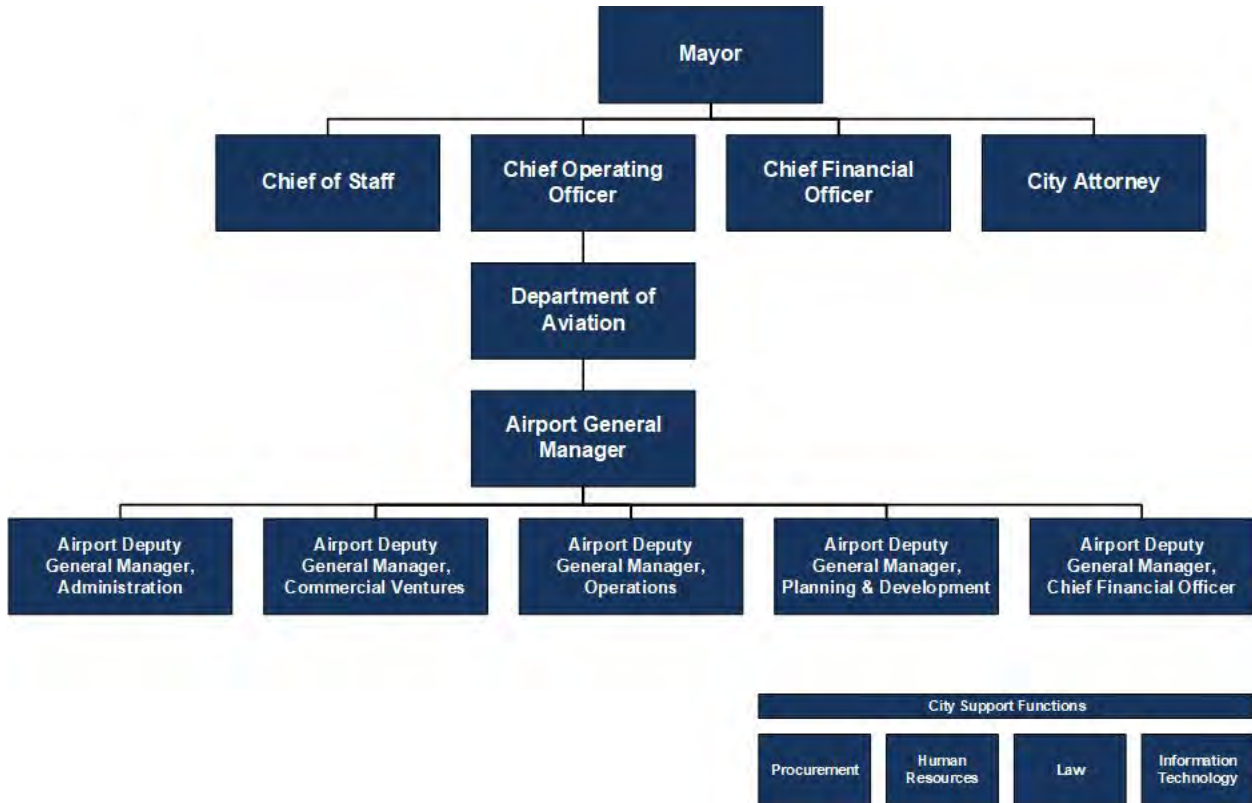 Mayor
Chief of Staff
Chief Operating
Officer
Chief Financial
Officer
City Attorney
Department of
Aviation
Airport General
Manager
Airport Deputy
General Manager,
Administration
Airport Deputy
General Manager,
Commercial Ventures
Airport Deputy
General Manager,
Operations
Airport Deputy
General Manager,
Planning & Development
Airport Deputy
General Manager,
Chief Financial Officer
City Support Functions
Procurement
Human
Resources
Law
Information
Technology